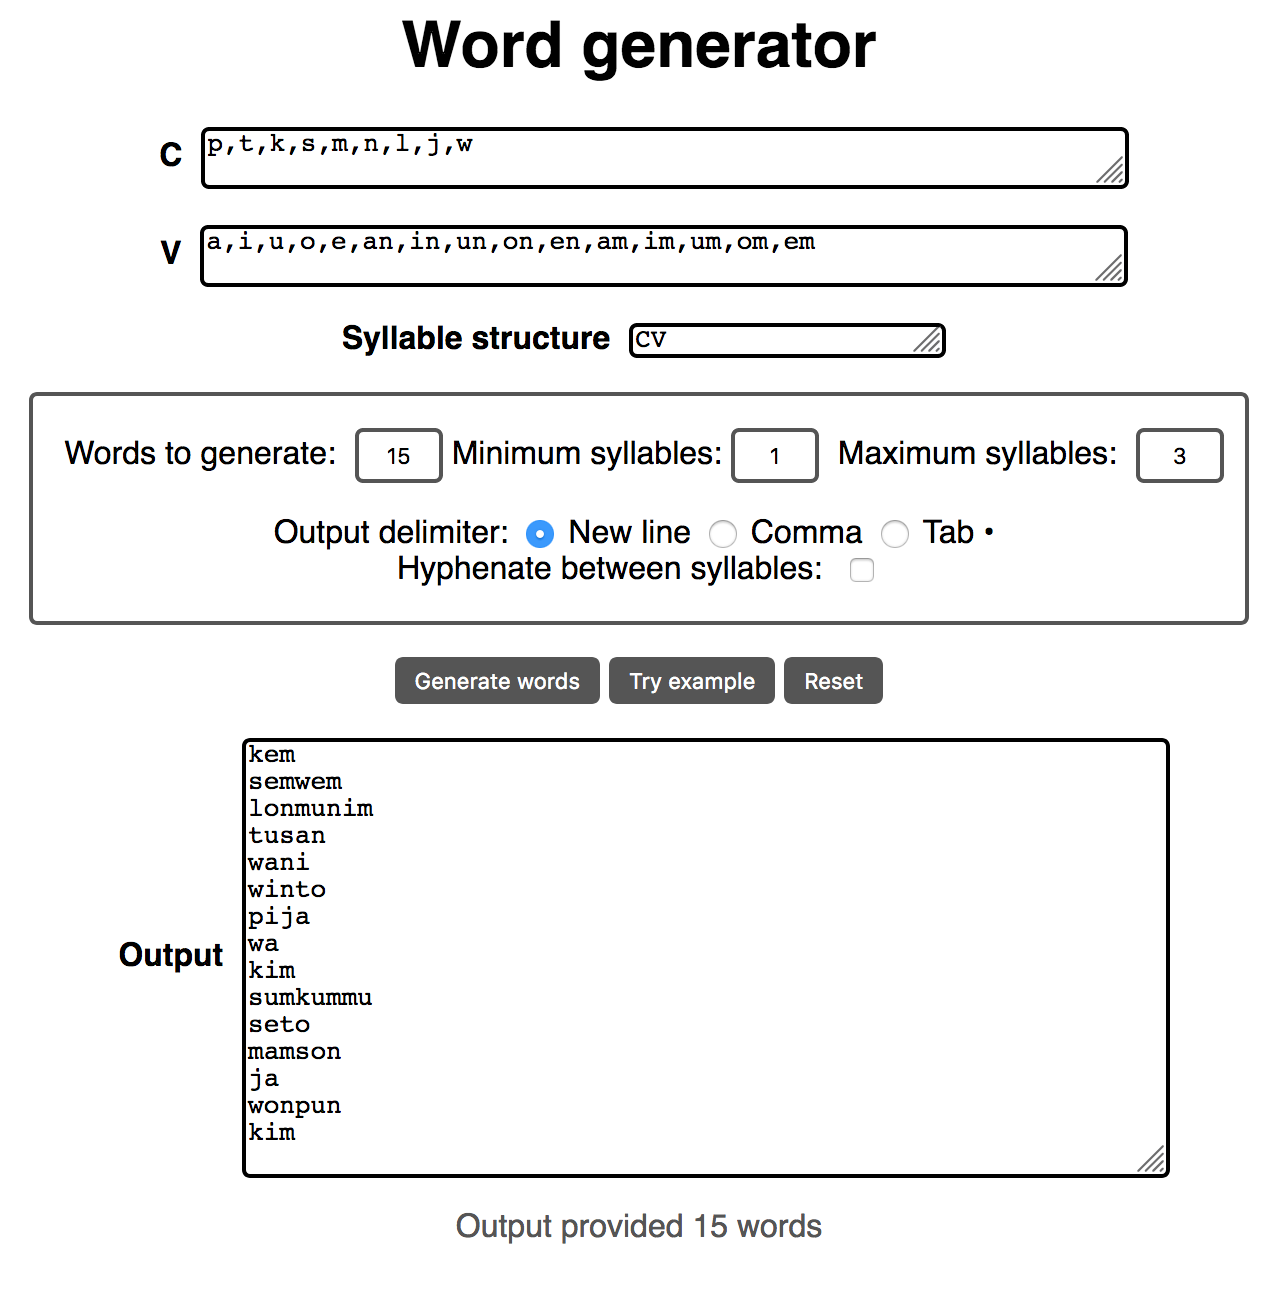 Word generator
C p,t,k,s,m,n,l,j,w
V a,i,u,o,e,an,in,un,on,en,am,im,um,om,em
Syllable structure CV
Words to generate: 15 Minimum syllables: 1 Maximum syllables: 3
Output delimiter: New line Comma Tab •
Hyphenate between syllables:
Generate words Try example Reset
kem
semwem
lonmunim
tusan
wani
winto
pija
wa
Output
kim
sumkummu
seto
mamson
ja
wonpun
kim
Output provided 15 words